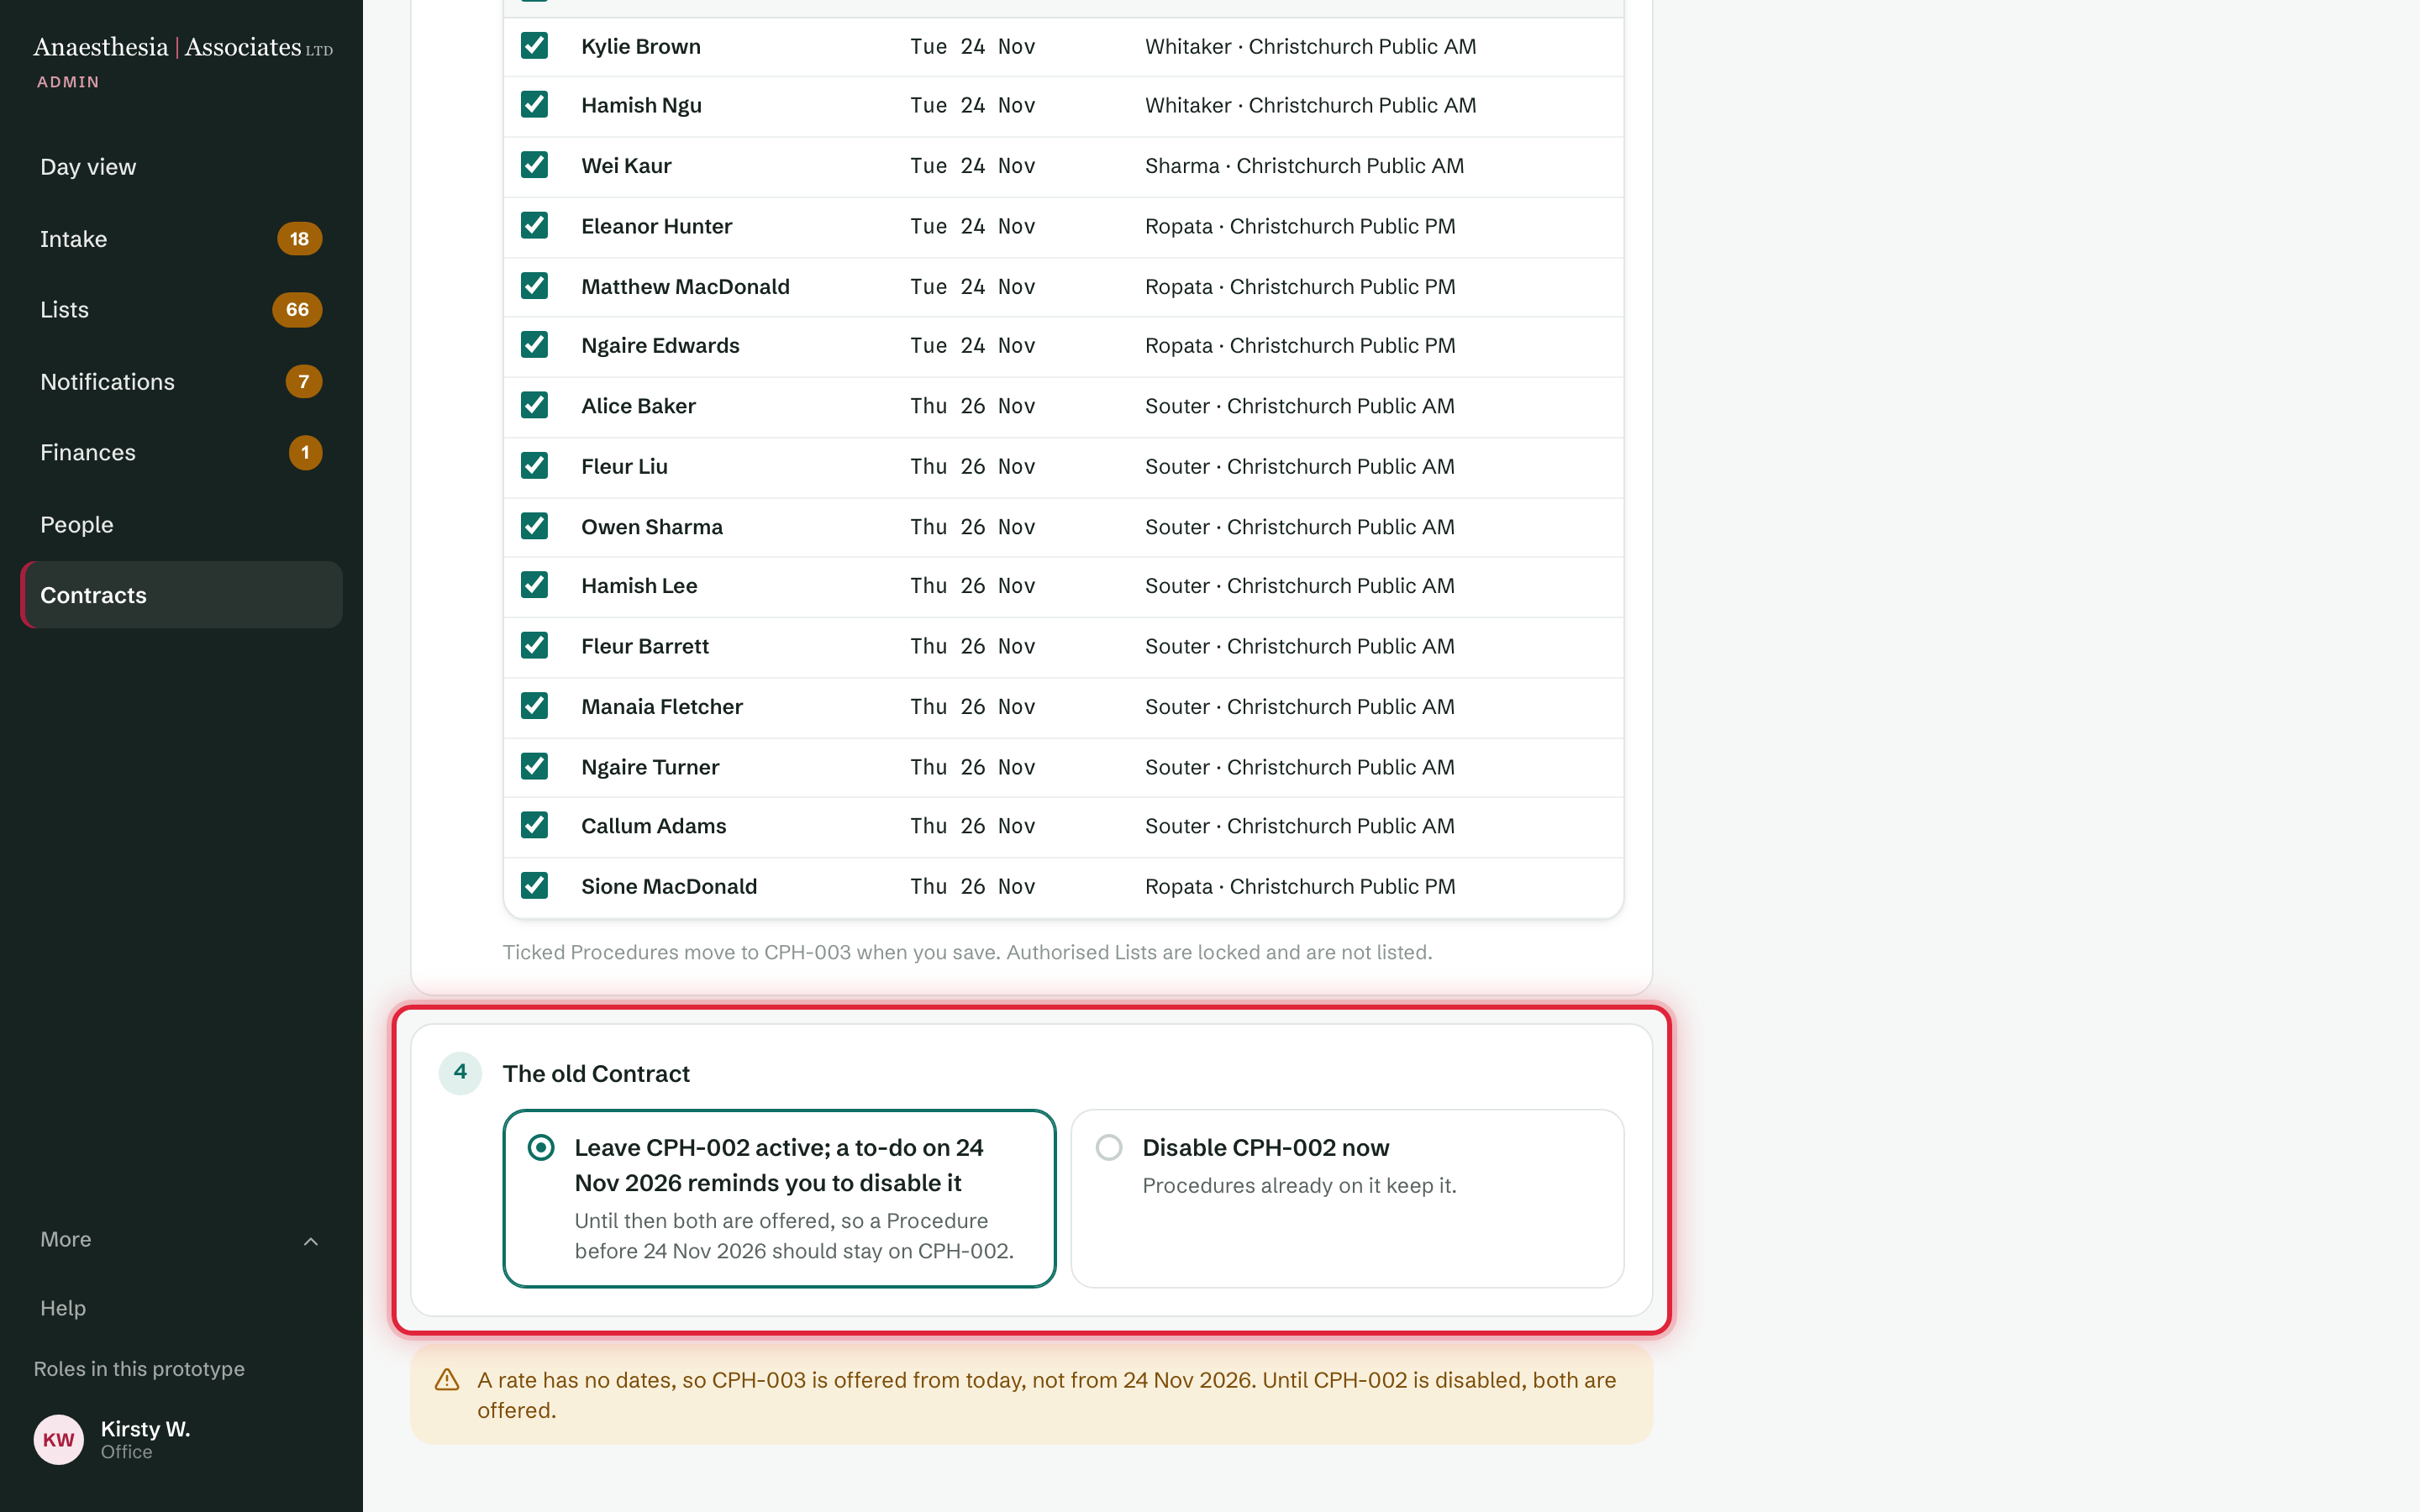 Anaesthesia | Associates LTD
ADMIN
Day view
Intake 18
Lists 66
Notifications 7
Finances 1
People
Contracts
More
Help
Roles in this prototype
KW Kirsty W.
Office
Kylie Brown Tue 24 Nov Whitaker · Christchurch Public AM
Hamish Ngu Tue 24 Nov Whitaker · Christchurch Public AM
Wei Kaur Tue 24 Nov Sharma · Christchurch Public AM
Eleanor Hunter Tue 24 Nov Ropata · Christchurch Public PM
Matthew MacDonald Tue 24 Nov Ropata · Christchurch Public PM
Ngaire Edwards Tue 24 Nov Ropata · Christchurch Public PM
Alice Baker Thu 26 Nov Souter · Christchurch Public AM
Fleur Liu Thu 26 Nov Souter · Christchurch Public AM
Owen Sharma Thu 26 Nov Souter · Christchurch Public AM
Hamish Lee Thu 26 Nov Souter · Christchurch Public AM
Fleur Barrett Thu 26 Nov Souter · Christchurch Public AM
Manaia Fletcher Thu 26 Nov Souter · Christchurch Public AM
Ngaire Turner Thu 26 Nov Souter · Christchurch Public AM
Callum Adams Thu 26 Nov Souter · Christchurch Public AM
Sione MacDonald Thu 26 Nov Ropata · Christchurch Public PM
Ticked Procedures move to CPH-003 when you save. Authorised Lists are locked and are not listed.
4 The old Contract
Leave CPH-002 active; a to-do on 24
Nov 2026 reminds you to disable it
Until then both are offered, so a Procedure
before 24 Nov 2026 should stay on CPH-002.
Disable CPH-002 now
Procedures already on it keep it.
A rate has no dates, so CPH-003 is offered from today, not from 24 Nov 2026. Until CPH-002 is disabled, both are
offered.